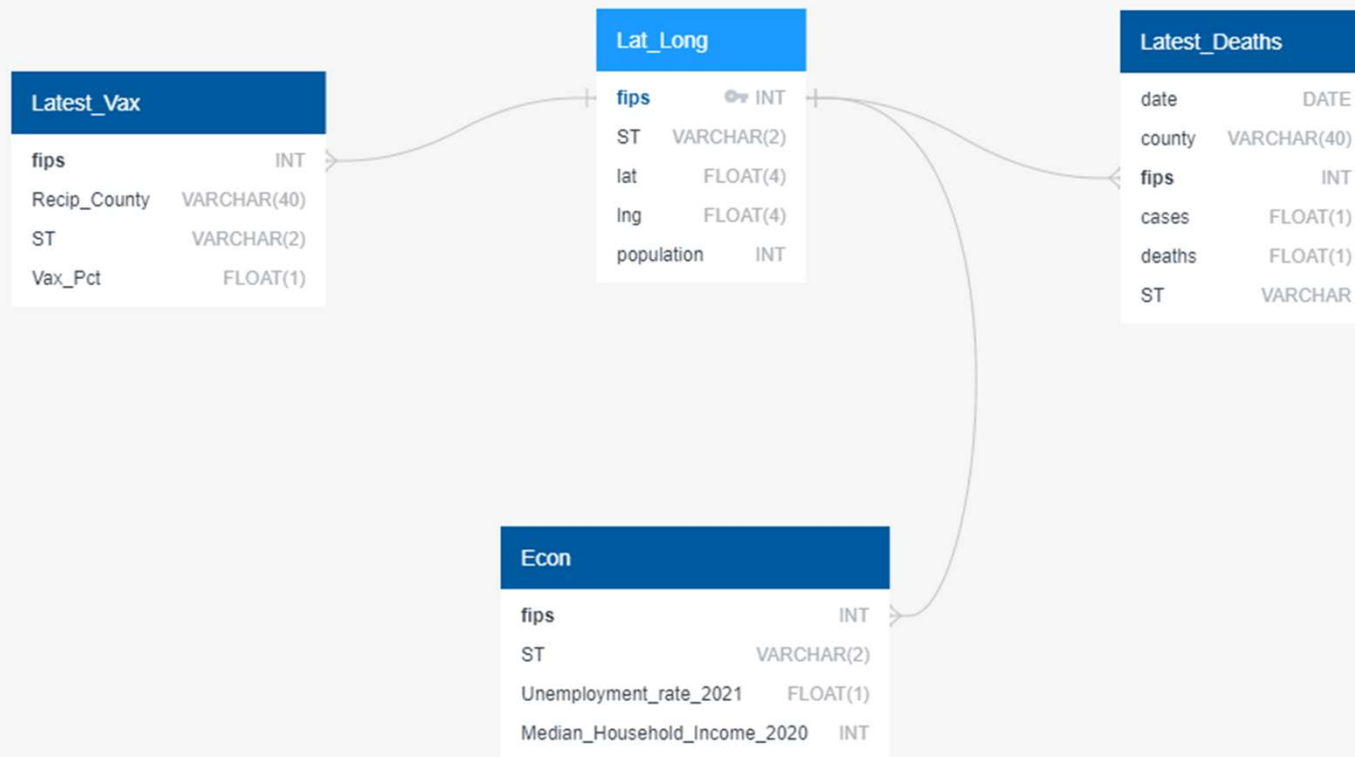 Latest_Vax
fips INT
Recip_County VARCHAR(40)
ST VARCHAR(2)
Vax_Pct FLOAT(1)
Lat_Long
fips INT
ST VARCHAR(2)
lat FLOAT(4)
lng FLOAT(4)
population INT
Latest_Deaths
date DATE
county VARCHAR(40)
fips INT
cases FLOAT(1)
deaths FLOAT(1)
ST VARCHAR
Econ
fips INT
ST VARCHAR(2)
Unemployment_rate_2021 FLOAT(1)
Median_Household_Income_2020 INT